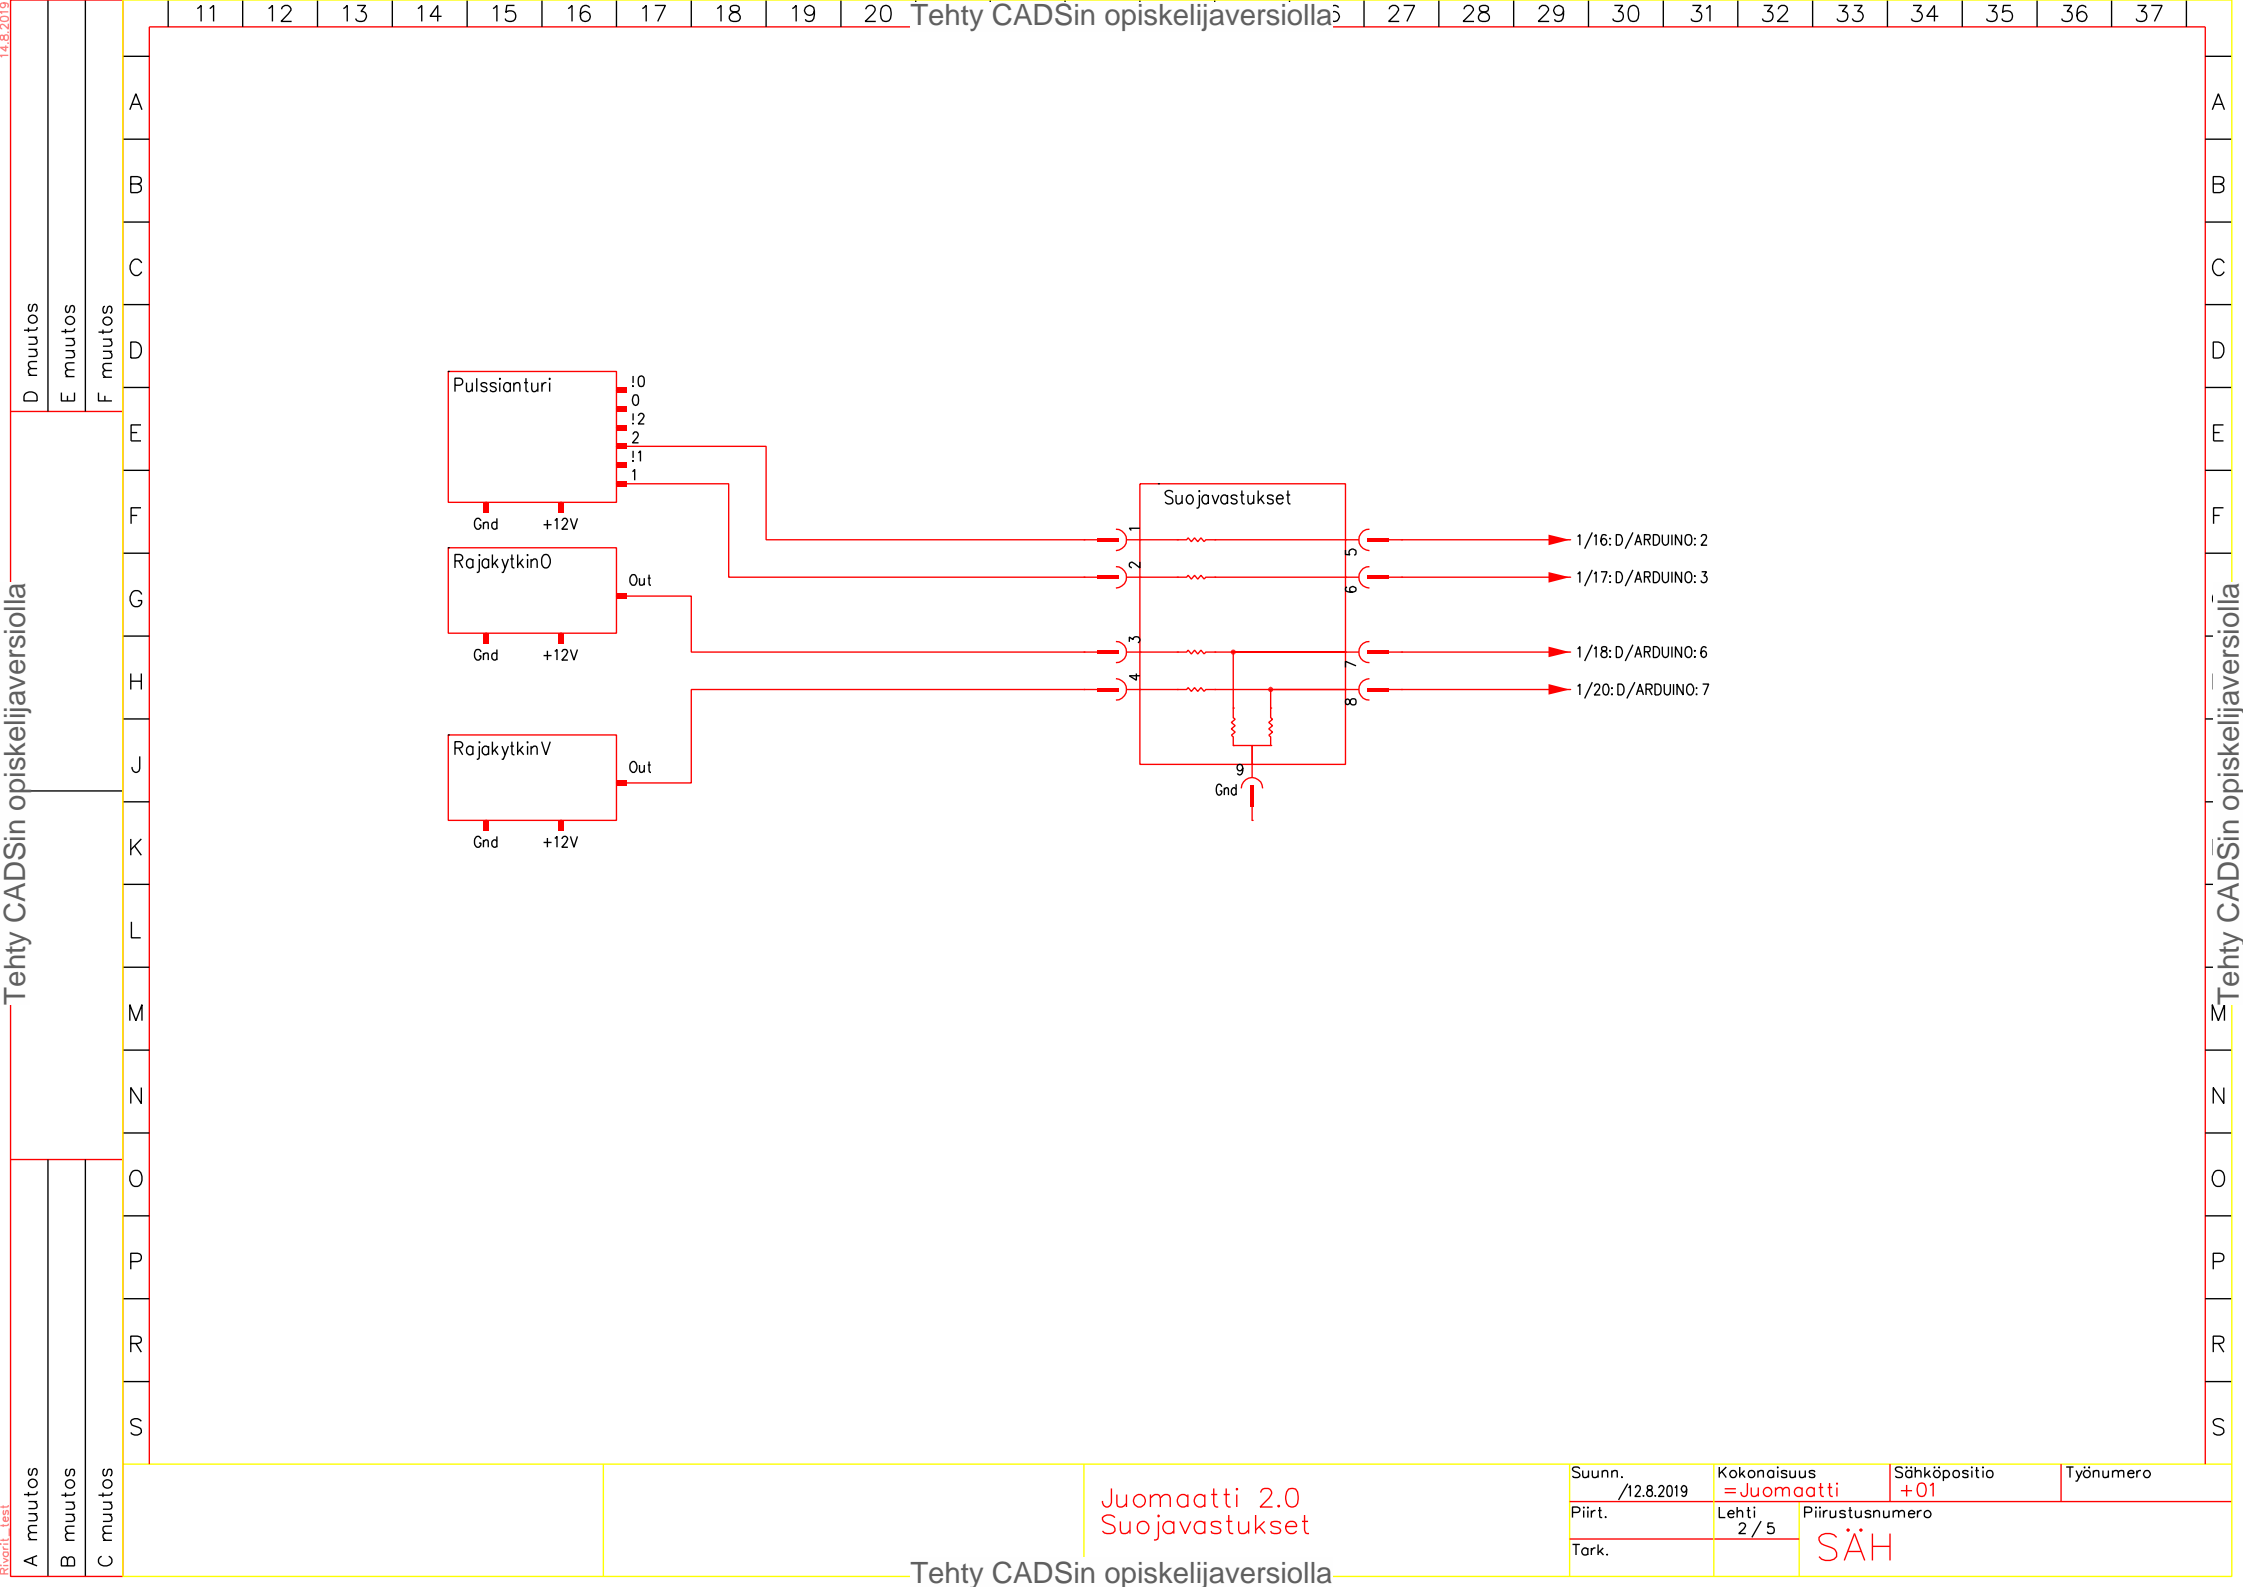 14.8.2019
11 12 13 14 15 16 17 18 19 20 Tehty CADSin opiskelijaversiolla 27 28 29 30 31 32 33 34 35 36 37
A A
B B
C C
D D
E E
F F
G
H
J
K
L
M M
N N
O O
P P
R R
S S
D muutos
E muutos
F muutos
Tehty CADSin opiskelijaversiolla
Tehty CADSin opiskelijaversiolla
A muutos
B muutos
C muutos
Rivarit_test
Pulssianturi
!0
0
!2
2
!1
1
Gnd +12V
RajakytkinO
Out
Gnd +12V
RajakytkinV
Out
Gnd +12V
Suojavastukset
1 5 1/16:D/ARDUINO:2
2 6 1/17:D/ARDUINO:3
3 7 1/18:D/ARDUINO:6
4 8 1/20:D/ARDUINO:7
9
Gnd
Juomaatti 2.0
Suojavastukset
Suunn. Kokonaisuus Sähköpositio Työnumero
/12.8.2019 =Juomaatti +01
Piirt. Lehti Piirustusnumero
2/5
SÄH
Tark.
Tehty CADSin opiskelijaversiolla